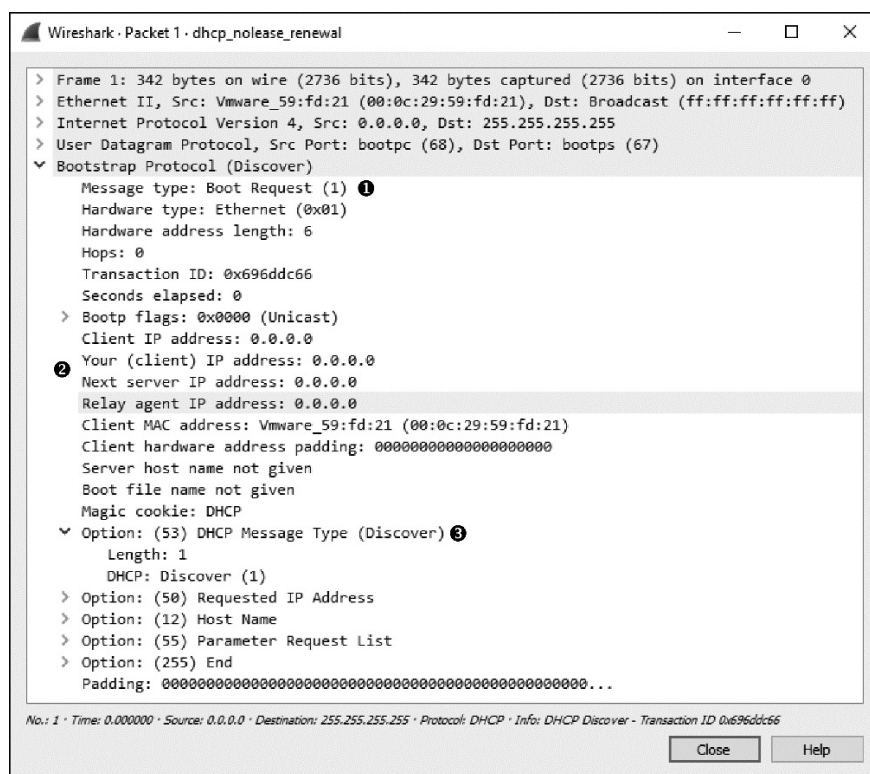 Wireshark · Packet 1 · dhcp_nolease_renewal
> Frame 1: 342 bytes on wire (2736 bits), 342 bytes captured (2736 bits) on interface 0
> Ethernet II, Src: Vmware_59:fd:21 (00:0c:29:59:fd:21), Dst: Broadcast (ff:ff:ff:ff:ff:ff)
> Internet Protocol Version 4, Src: 0.0.0.0, Dst: 255.255.255.255
> User Datagram Protocol, Src Port: bootpc (68), Dst Port: bootps (67)
Bootstrap Protocol (Discover)
Message type: Boot Request (1) ❶
Hardware type: Ethernet (0x01)
Hardware address length: 6
Hops: 0
Transaction ID: 0x696ddc66
Seconds elapsed: 0
> Bootp flags: 0x0000 (Unicast)
Client IP address: 0.0.0.0
❷ Your (client) IP address: 0.0.0.0
Next server IP address: 0.0.0.0
Relay agent IP address: 0.0.0.0
Client MAC address: Vmware_59:fd:21 (00:0c:29:59:fd:21)
Client hardware address padding: 00000000000000000000
Server host name not given
Boot file name not given
Magic cookie: DHCP
Option: (53) DHCP Message Type (Discover) ❸
Length: 1
DHCP: Discover (1)
> Option: (50) Requested IP Address
> Option: (12) Host Name
> Option: (55) Parameter Request List
> Option: (255) End
Padding: 000000000000000000000000000000000000000000000000...
No.: 1 · Time: 0.000000 · Source: 0.0.0.0 · Destination: 255.255.255.255 · Protocol: DHCP · Info: DHCP Discover - Transaction ID 0x696ddc66
Close Help